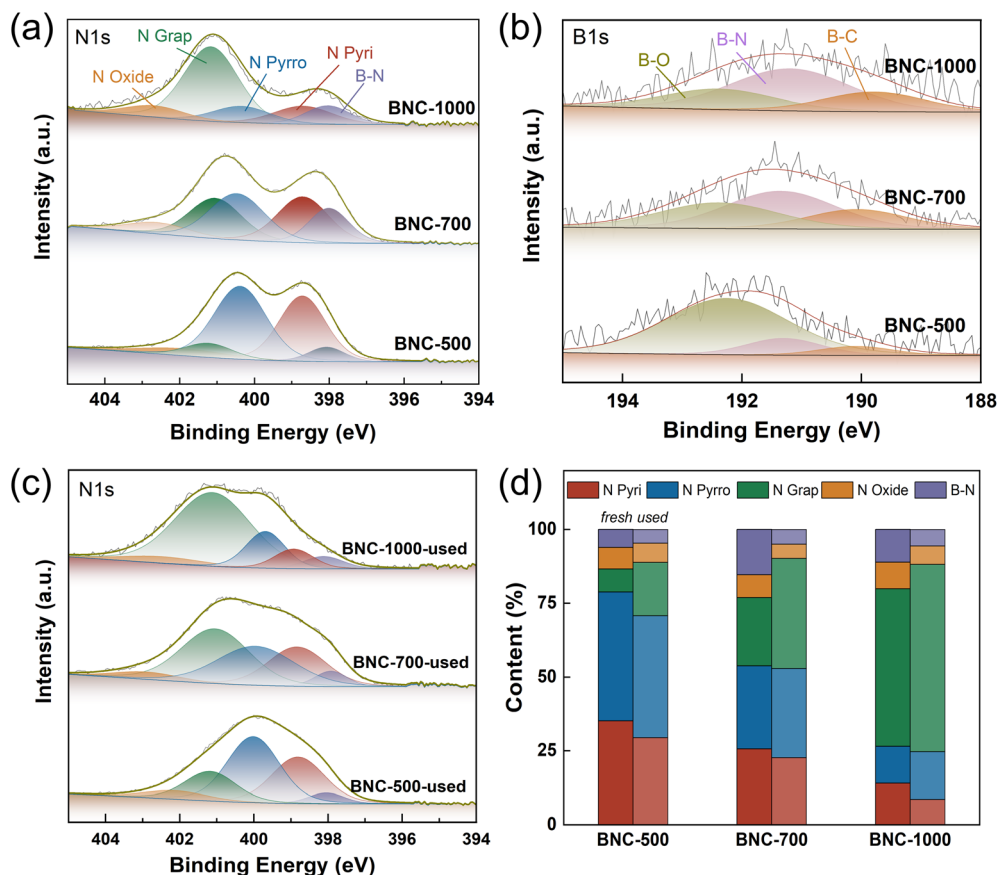 (a)
N1s
N Grap
N Oxide
N Pyrro
N Pyri
B-N
BNC-1000
BNC-700
BNC-500
Intensity (a.u.)
404 402 400 398 396 394
Binding Energy (eV)
(b)
B1s
B-O
B-N
B-C
BNC-1000
BNC-700
BNC-500
Intensity (a.u.)
194 192 190 188
Binding Energy (eV)
(c)
N1s
BNC-1000-used
BNC-700-used
BNC-500-used
Intensity (a.u.)
404 402 400 398 396 394
Binding Energy (eV)
(d)
N Pyri N Pyrro N Grap N Oxide B-N
fresh used
100
75
50
25
0
Content (%)
BNC-500 BNC-700 BNC-1000